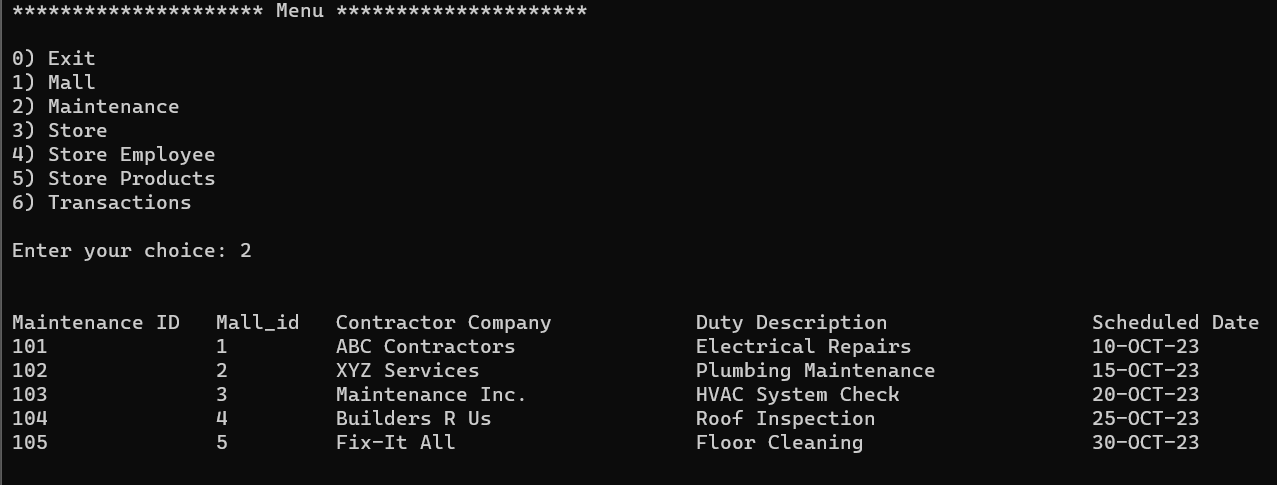 ********************* Menu *********************
0) Exit
1) Mall
2) Maintenance
3) Store
4) Store Employee
5) Store Products
6) Transactions
Enter your choice: 2
Maintenance ID   Mall_id   Contractor Company            Duty Description                 Scheduled Date
101              1         ABC Contractors               Electrical Repairs               10-OCT-23
102              2         XYZ Services                  Plumbing Maintenance             15-OCT-23
103              3         Maintenance Inc.              HVAC System Check                20-OCT-23
104              4         Builders R Us                 Roof Inspection                  25-OCT-23
105              5         Fix-It All                    Floor Cleaning                   30-OCT-23